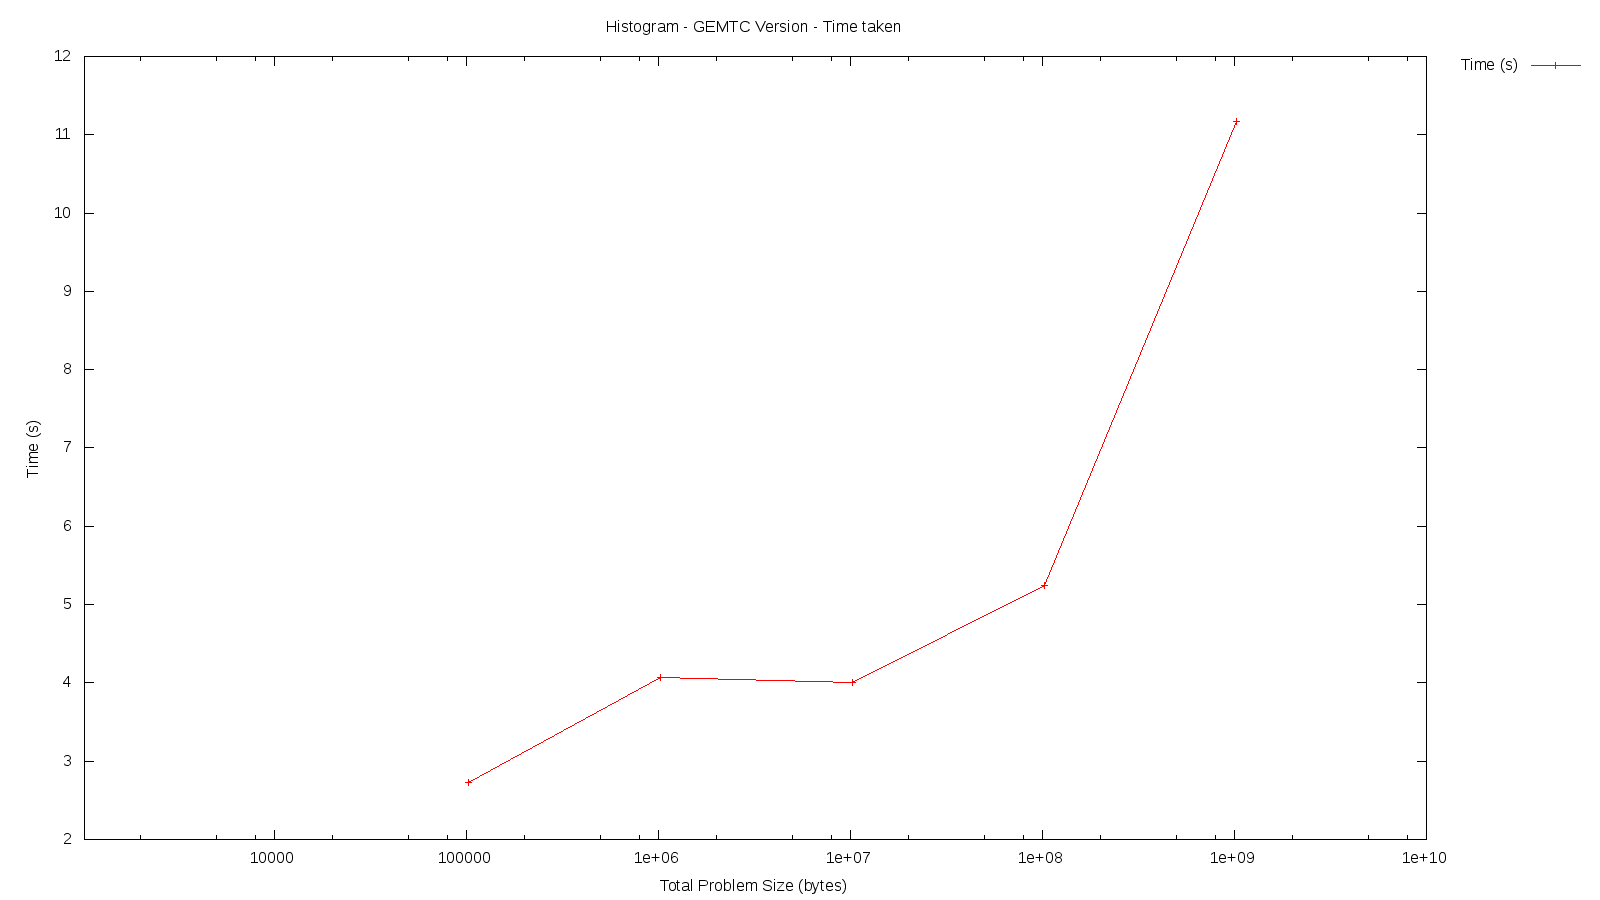 Histogram - GEMTC Version - Time taken
Time (s)
12
11
10
9
8
7
6
5
4
3
2
Time (s)
10000 100000 1e+06 1e+07 1e+08 1e+09 1e+10
Total Problem Size (bytes)